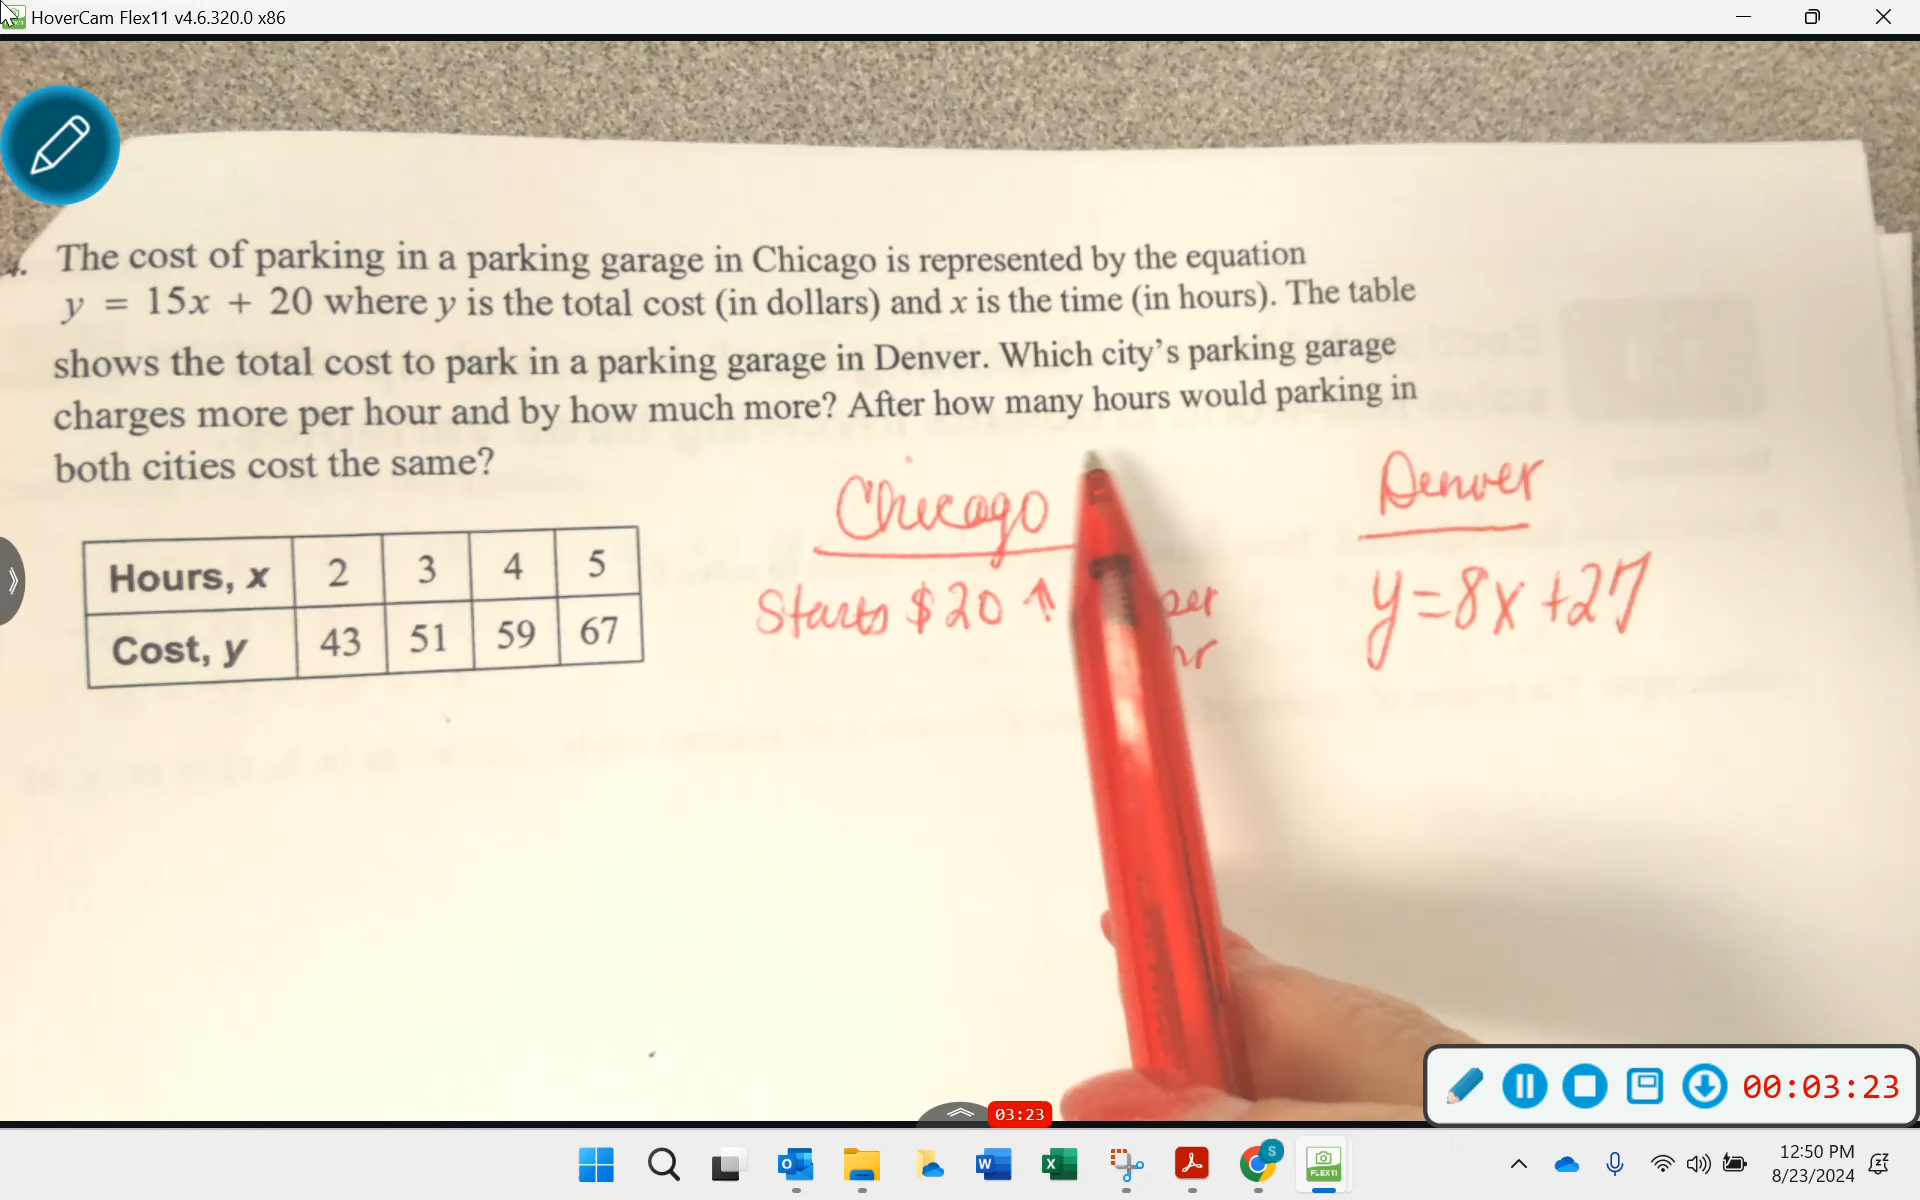 HoverCam Flex11 v4.6.320.0 x86
4. The cost of parking in a parking garage in Chicago is represented by the equation
y = 15x + 20 where y is the total cost (in dollars) and x is the time (in hours). The table
shows the total cost to park in a parking garage in Denver. Which city's parking garage
charges more per hour and by how much more? After how many hours would parking in
both cities cost the same?
Chicago
Denver
Hours, x 2 3 4 5
Cost, y 43 51 59 67
Starts $20 ↑ per
hr
y=8x+27
00:03:23
03:23
12:50 PM
8/23/2024